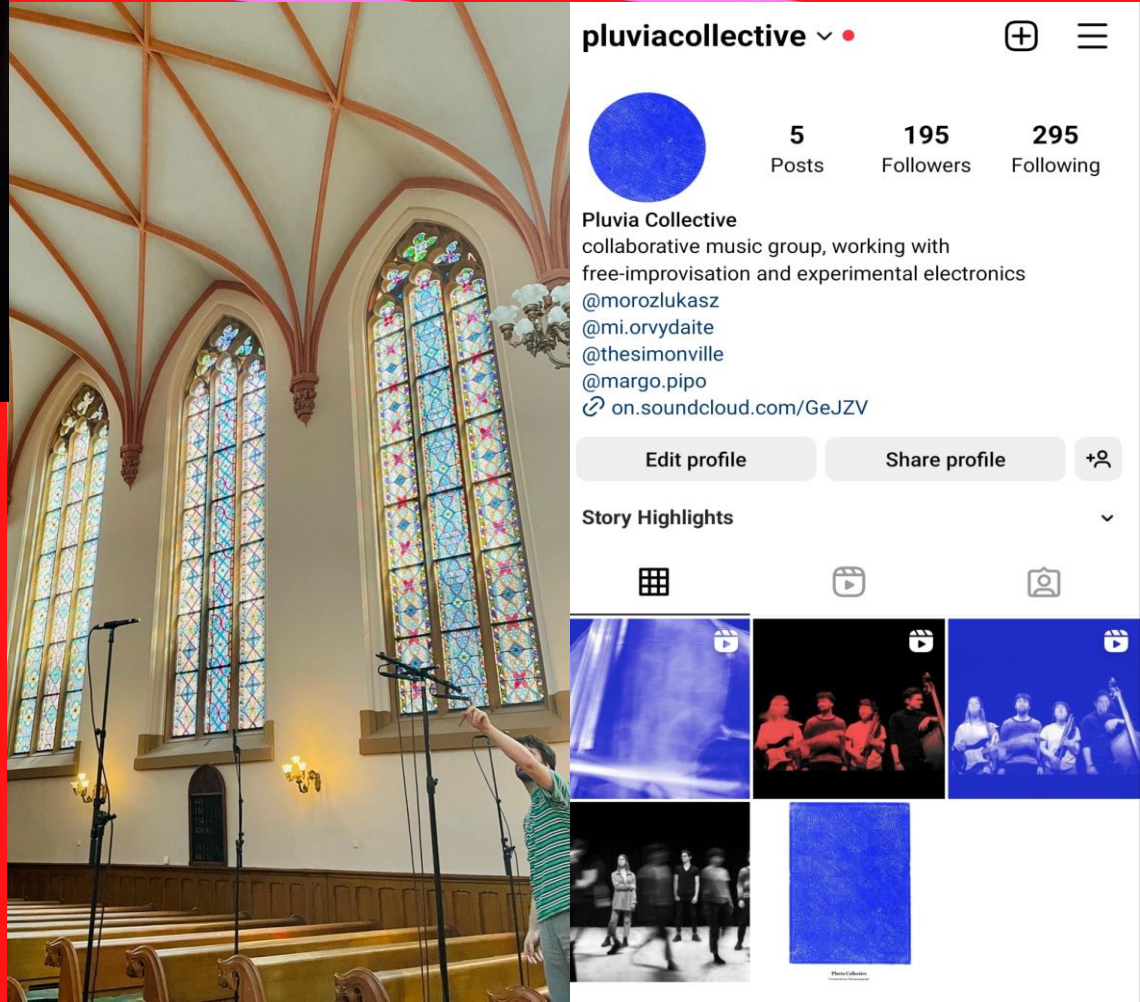 pluviacollective
5
Posts
195
Followers
295
Following
Pluvia Collective
collaborative music group, working with
free-improvisation and experimental electronics
@morozlukasz
@mi.orvydaite
@thesimonville
@margo.pipo
on.soundcloud.com/GeJZV
Edit profile Share profile
Story Highlights
Pluvia Collective